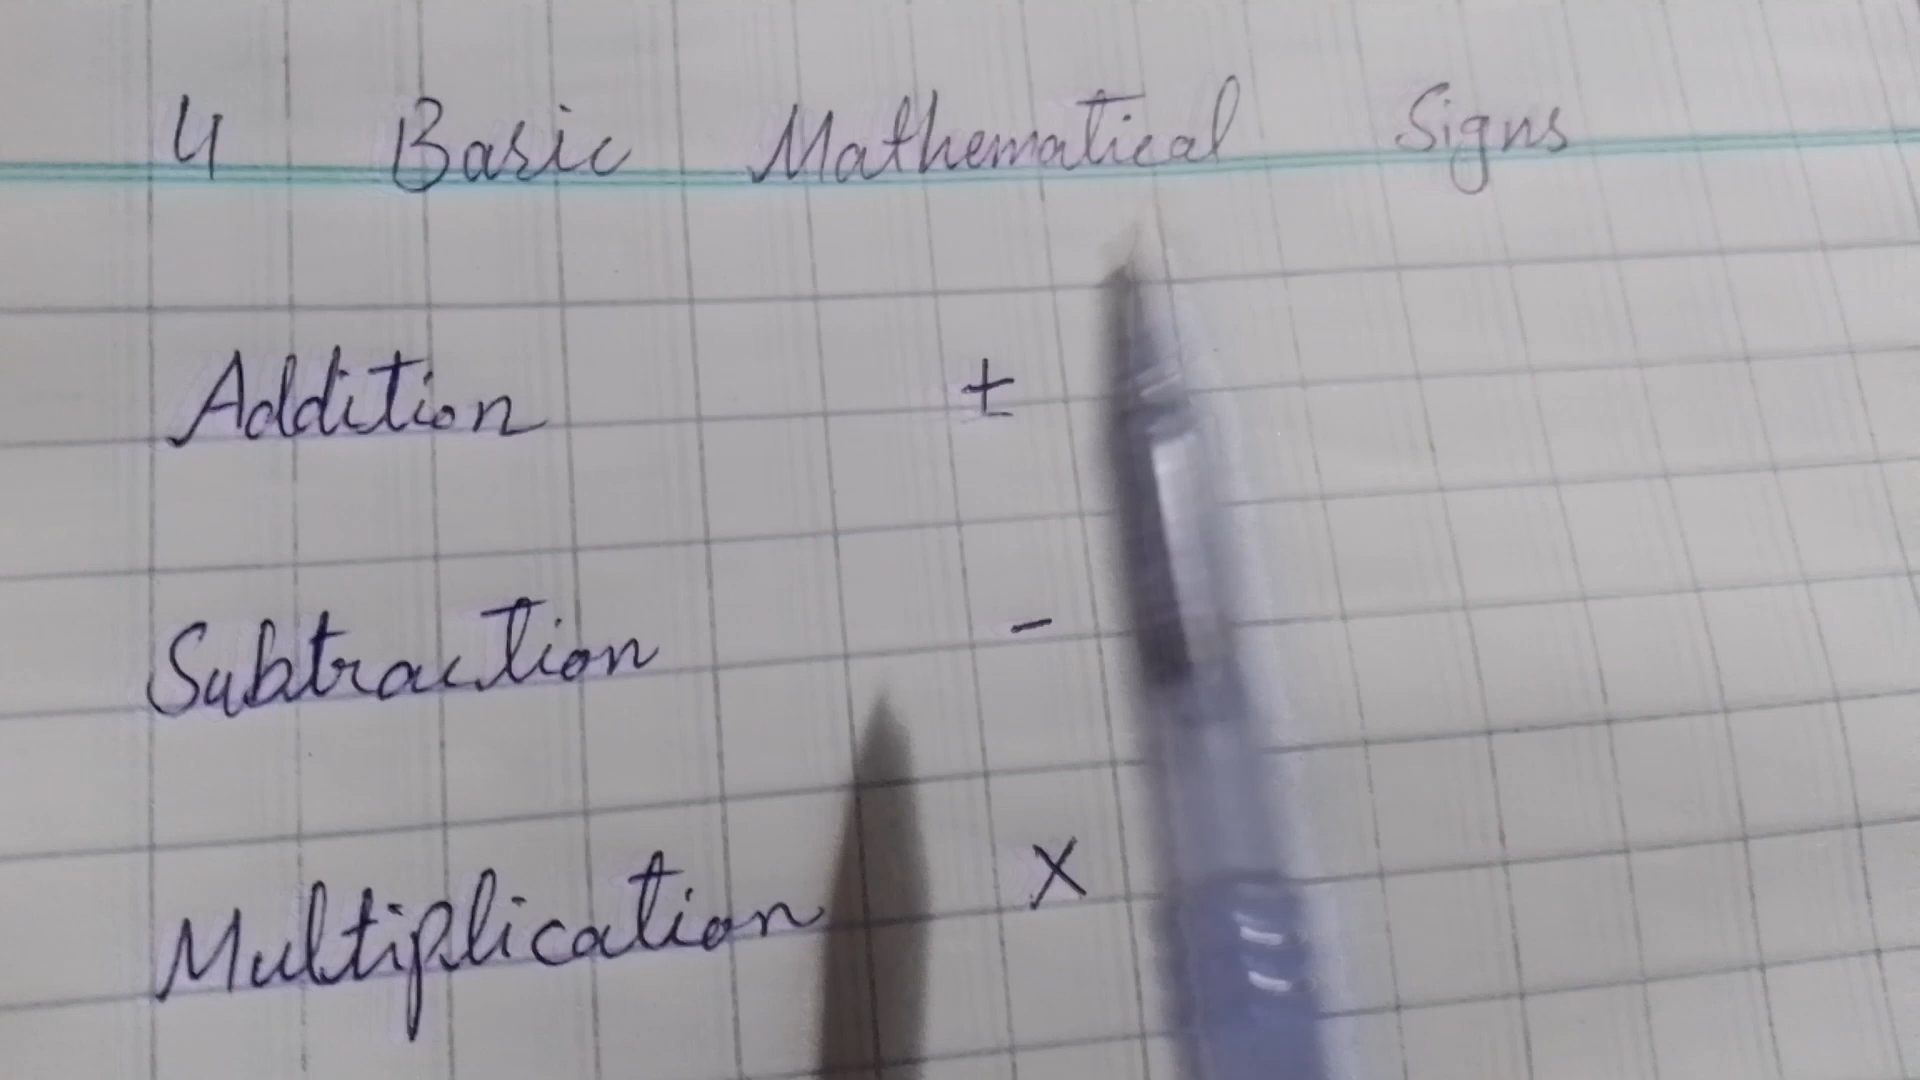 4 Basic Mathematical Signs
Addition +
Subtraction -
Multiplication ×